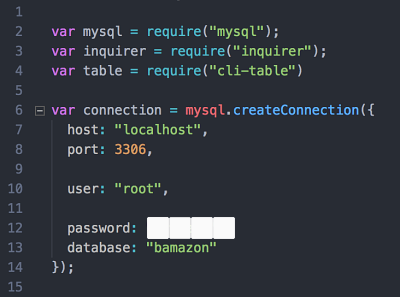 1
2 var mysql = require("mysql");
3 var inquirer = require("inquirer");
4 var table = require("cli-table")
5
6 var connection = mysql.createConnection({
7 host: "localhost",
8 port: 3306,
9
10 user: "root",
11
12 password:
13 database: "bamazon"
14 });
15